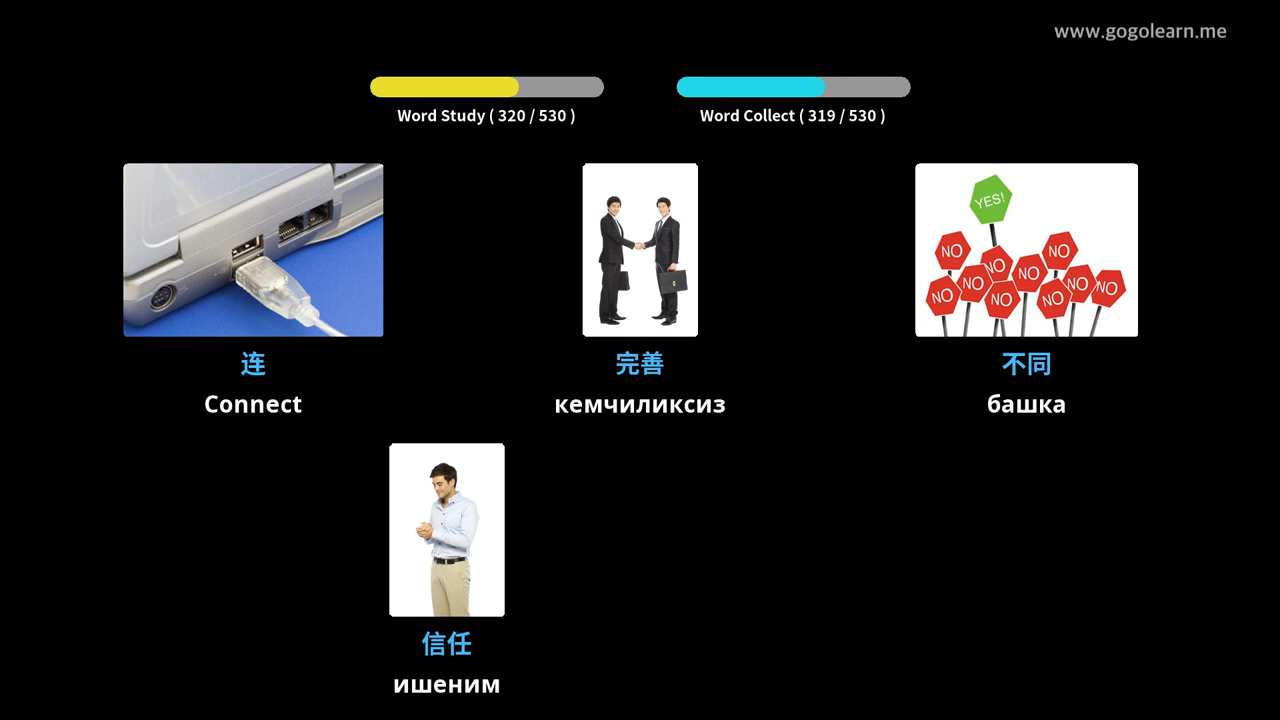 www.gogolearn.me
Word Study ( 320 / 530 )
Word Collect ( 319 / 530 )
YES!
NO
NO
NO
NO
NO
NO
NO
NO
NO
NO
连
完善
不同
Connect
кемчиликсиз
башка
信任
ишеним